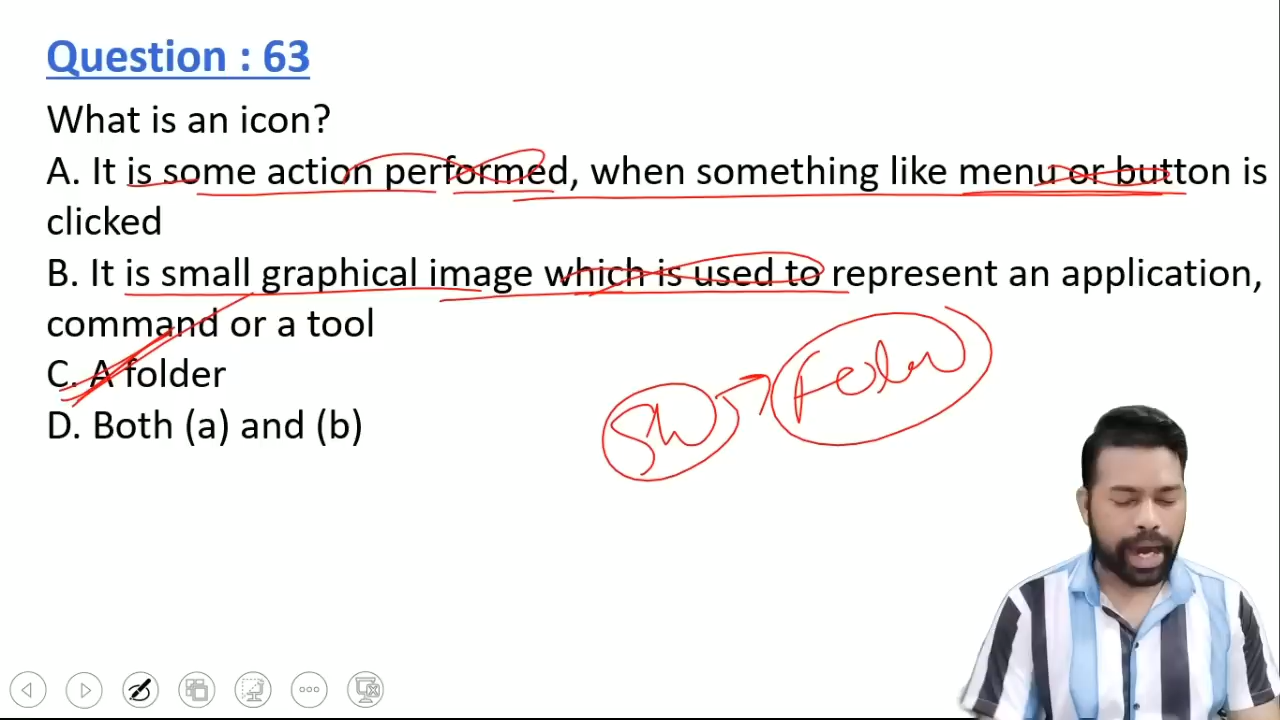 Question : 63
What is an icon?
A. It is some action performed, when something like menu or button is
clicked
B. It is small graphical image which is used to represent an application,
command or a tool
C. A folder
D. Both (a) and (b)